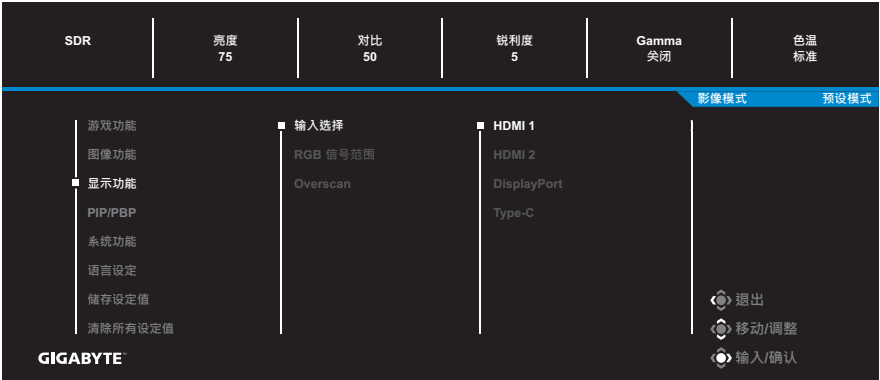 SDR
亮度
75
对比
50
锐利度
5
Gamma
关闭
色温
标准
影像模式
预设模式
游戏功能
图像功能
显示功能
PIP/PBP
系统功能
语言设定
储存设定值
清除所有设定值
输入选择
RGB 信号范围
Overscan
HDMI 1
HDMI 2
DisplayPort
Type-C
退出
移动/调整
输入/确认
GIGABYTE™